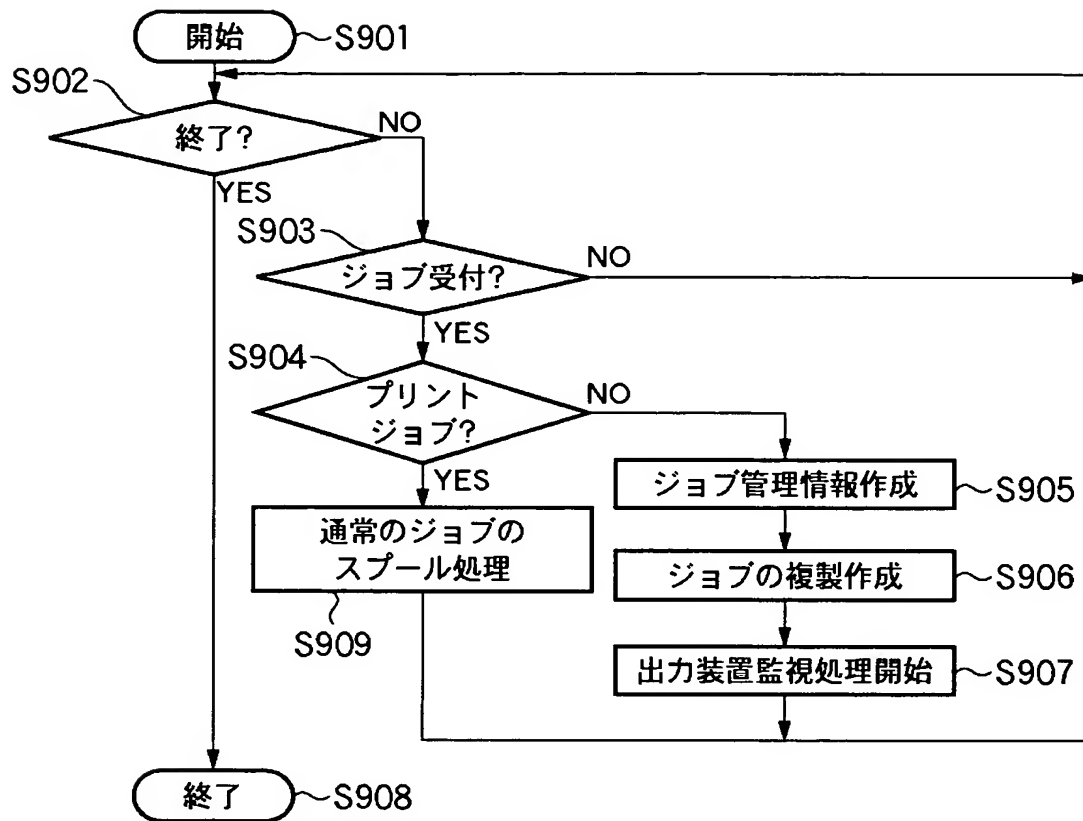 開始
S901
S902
終了?
NO
YES
S903
ジョブ受付?
NO
YES
S904
プリント
ジョブ?
NO
YES
ジョブ管理情報作成
S905
通常のジョブの
スプール処理
S909
ジョブの複製作成
S906
出力装置監視処理開始
S907
終了
S908